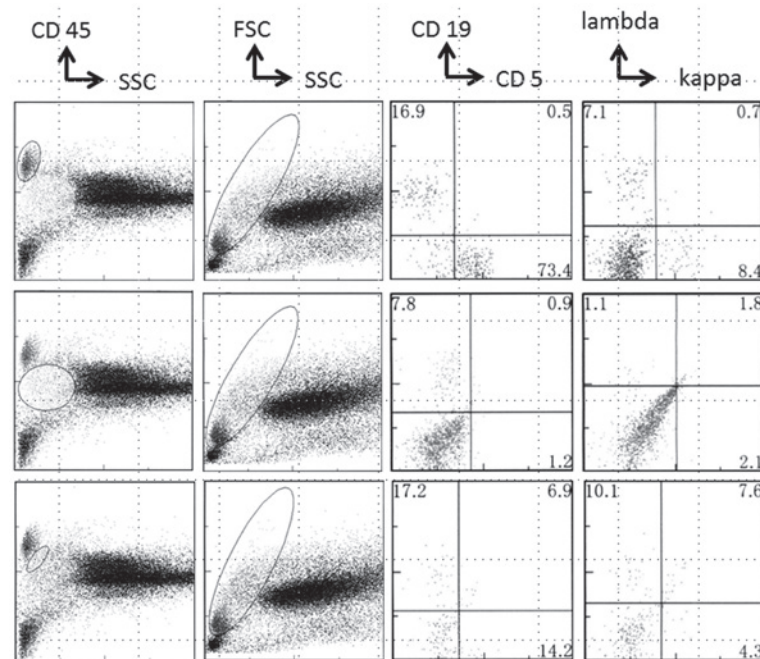 CD 45
SSC
FSC
SSC
CD 19
CD 5
lambda
kappa
16.9 0.5
73.4
7.1 0.7
8.4
7.8 0.9
1.2
1.1 1.8
2.1
17.2 6.9
14.2
10.1 7.6
4.3